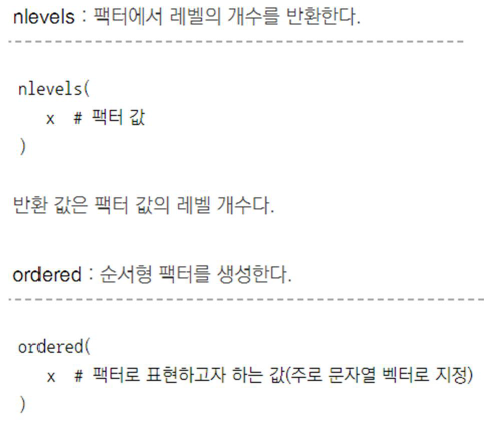 nlevels : 팩터에서 레벨의 개수를 반환한다.
nlevels(
x # 팩터 값
)
반환 값은 팩터 값의 레벨 개수다.
ordered : 순서형 팩터를 생성한다.
ordered(
x # 팩터로 표현하고자 하는 값(주로 문자열 벡터로 지정)
)